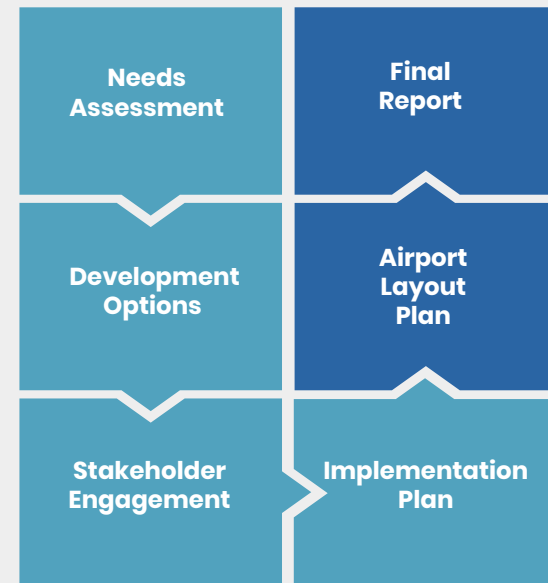 Needs
Assessment
Development
Options
Stakeholder
Engagement
Implementation
Plan
Airport
Layout
Plan
Final
Report